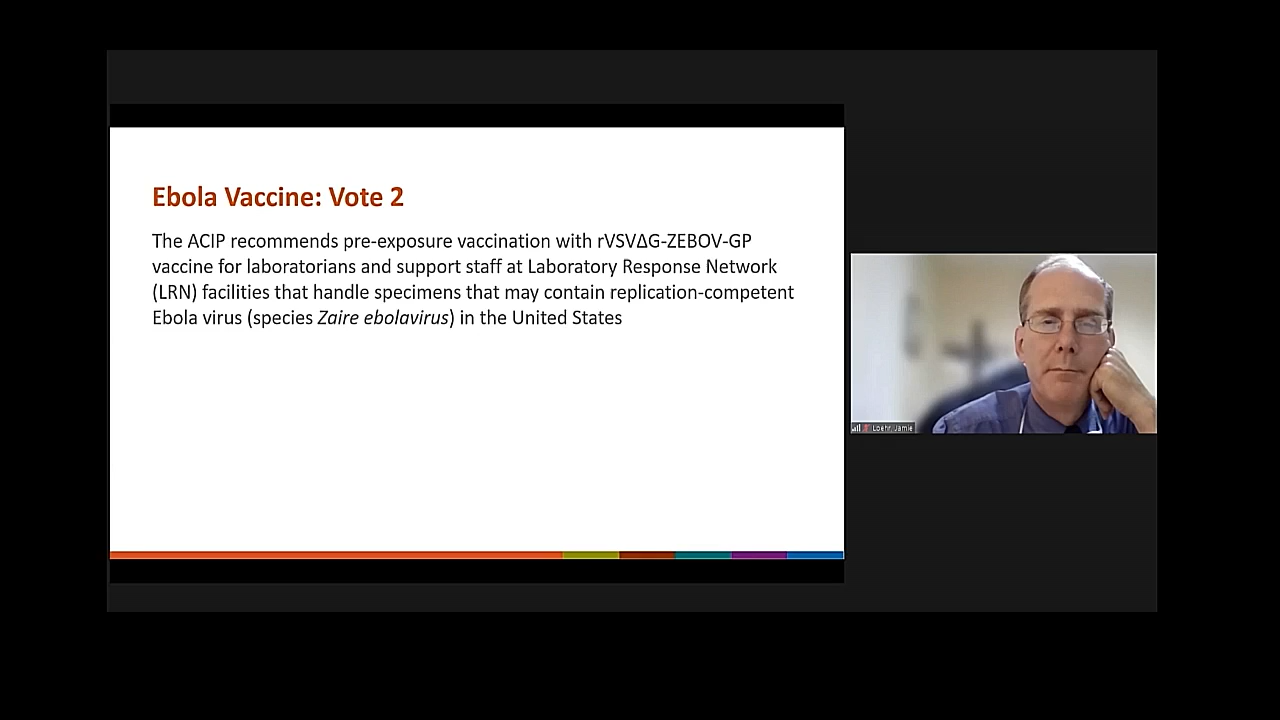 Ebola Vaccine: Vote 2
The ACIP recommends pre-exposure vaccination with rVSVΔG-ZEBOV-GP
vaccine for laboratorians and support staff at Laboratory Response Network
(LRN) facilities that handle specimens that may contain replication-competent
Ebola virus (species Zaire ebolavirus) in the United States
Loehr, Jamie